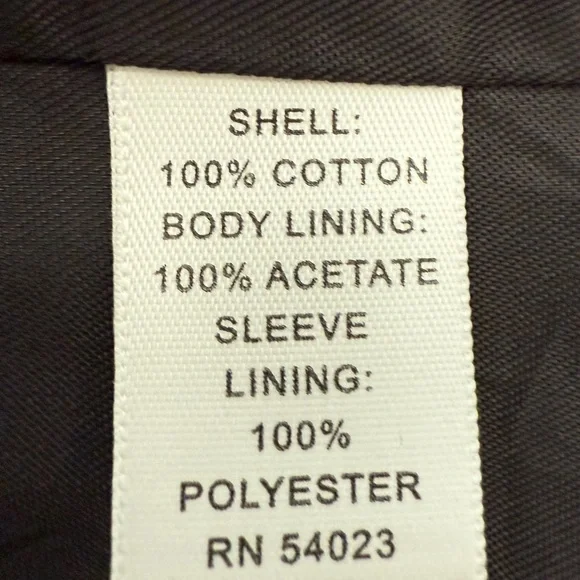 SHELL:
100% COTTON
BODY LINING:
100% ACETATE
SLEEVE
LINING:
100%
POLYESTER
RN 54023